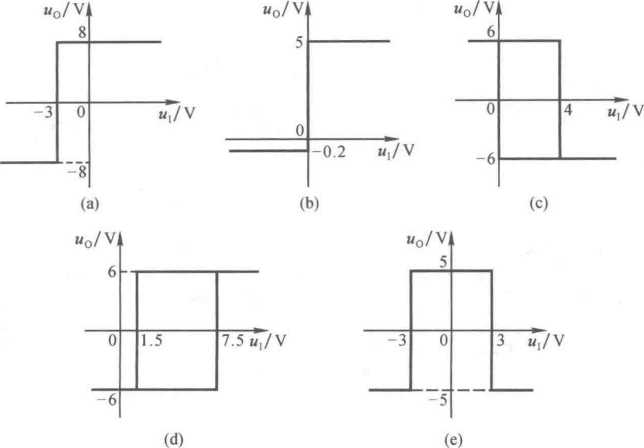 u_O/V
8
−3
0
u_I/V
−8
(a)
u_O/V
5
0
−0.2
u_I/V
(b)
u_O/V
6
0
4
u_I/V
−6
(c)
u_O/V
6
0
1.5
7.5
u_I/V
−6
(d)
u_O/V
5
−3
0
3
u_I/V
−5
(e)